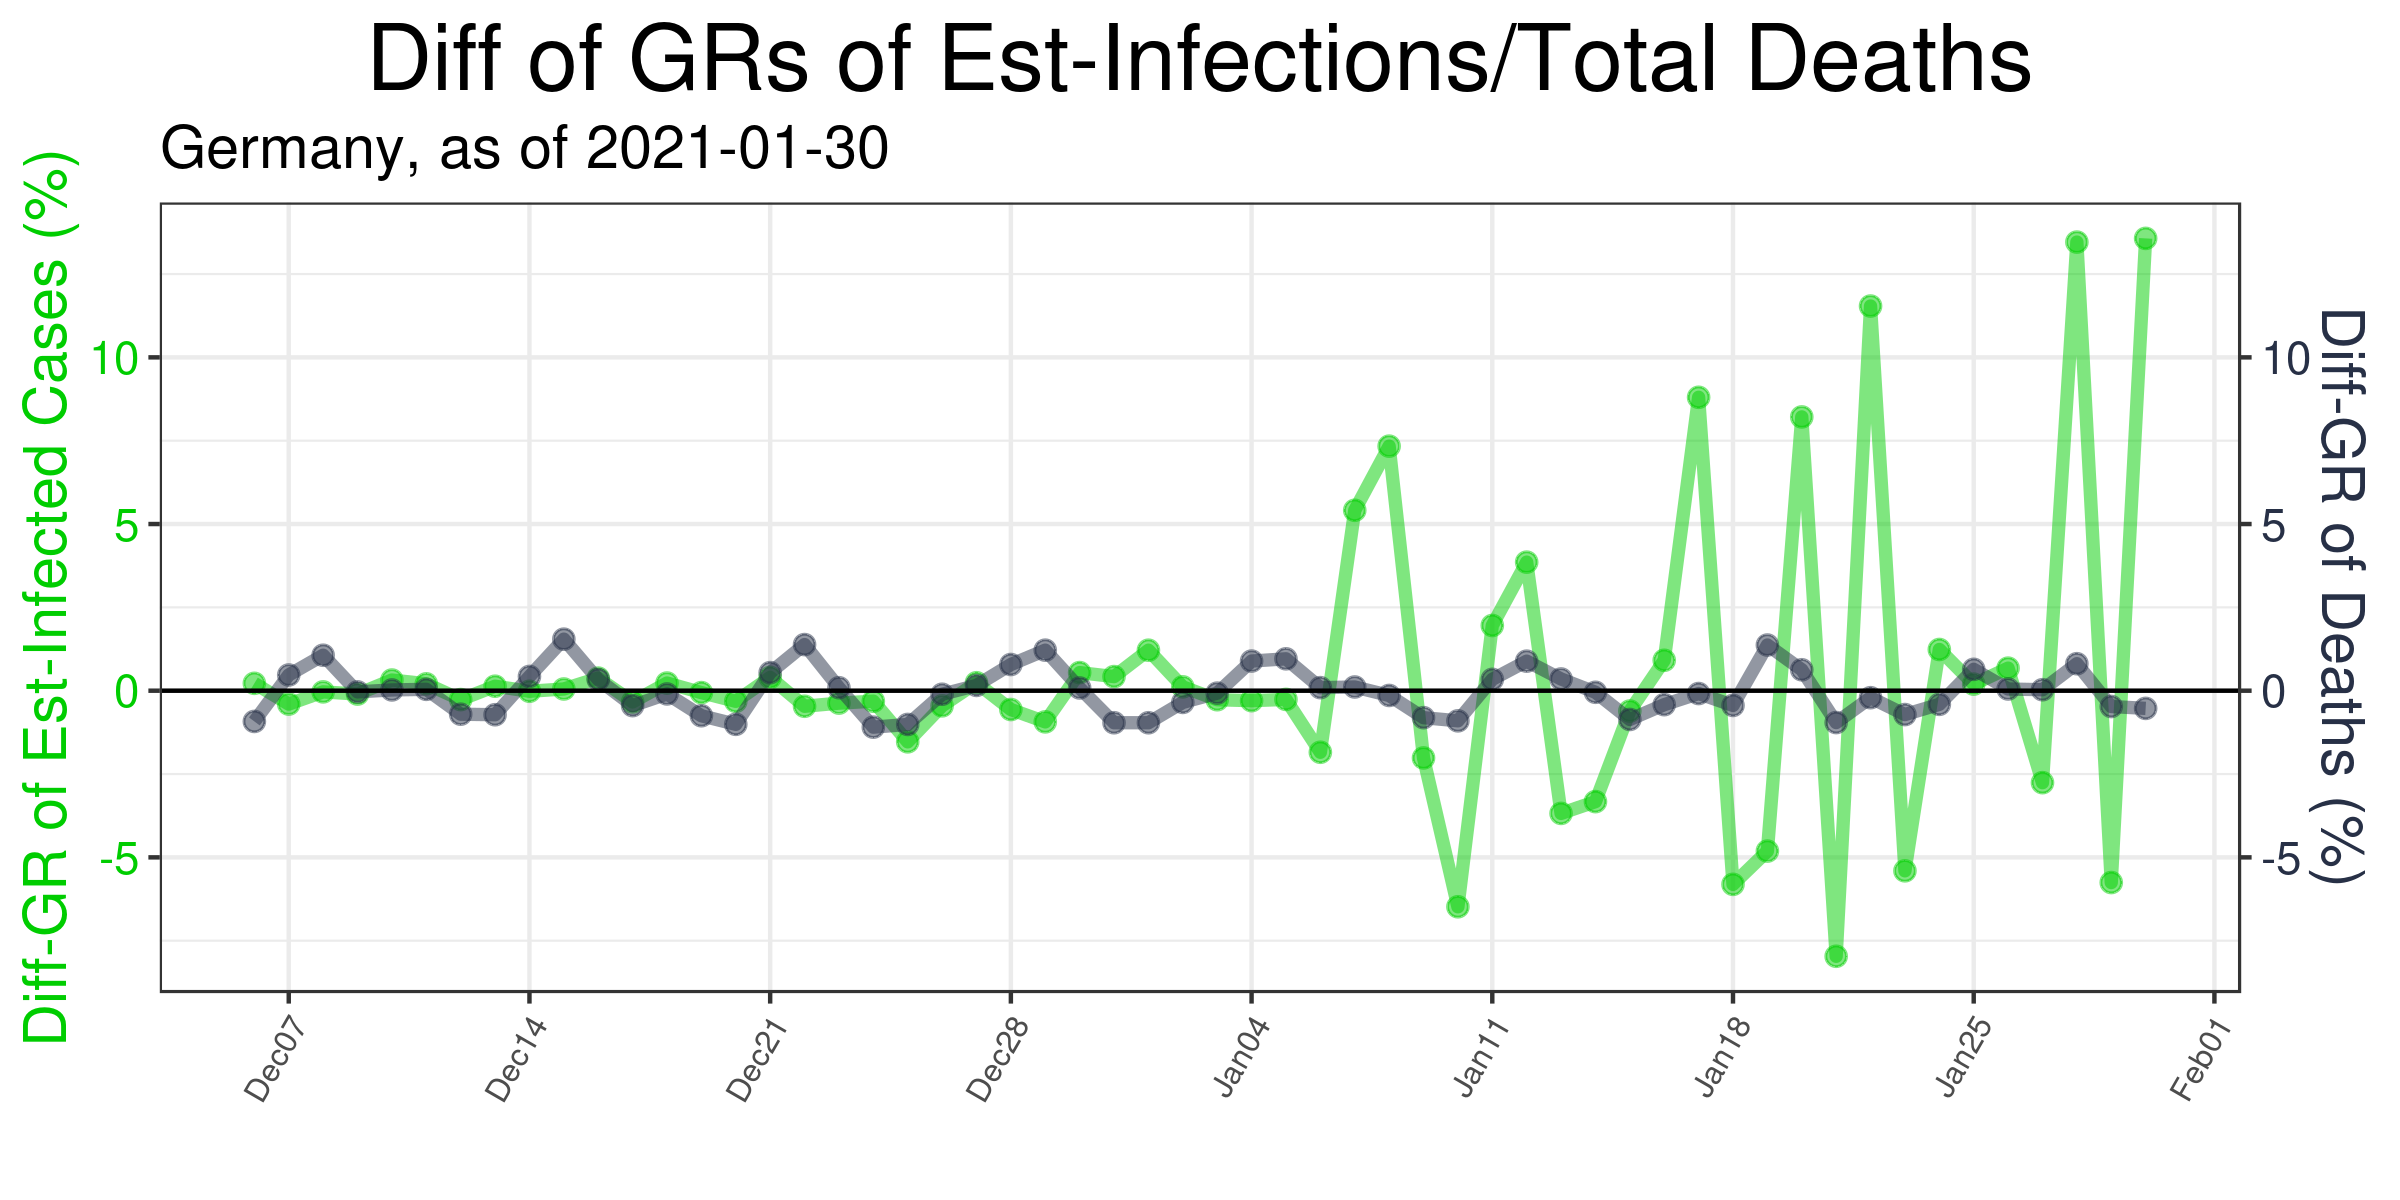 Diff of GRs of Est-Infections/Total Deaths
Germany, as of 2021-01-30
Diff-GR of Est-Infected Cases (%)
10
5
0
-5
10
5
0
-5
Diff-GR of Deaths (%)
Dec07
Dec14
Dec21
Dec28
Jan04
Jan11
Jan18
Jan25
Feb01